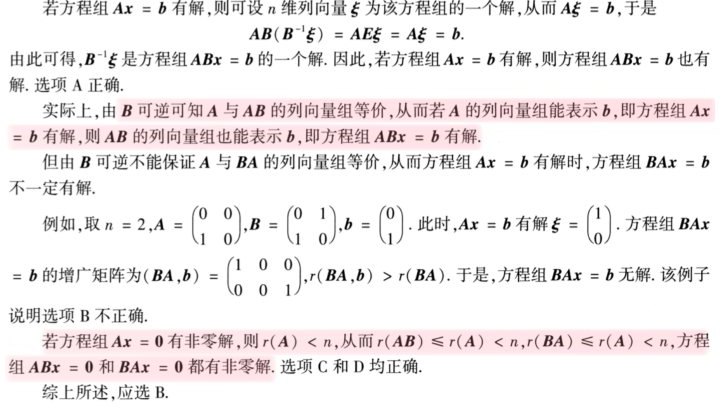 若方程组 Ax = b 有解,则可设 n 维列向量 ξ 为该方程组的一个解,从而 Aξ = b,于是
AB(B⁻¹ξ) = AEξ = Aξ = b.
由此可得,B⁻¹ξ 是方程组 ABx = b 的一个解. 因此,若方程组 Ax = b 有解,则方程组 ABx = b 也有
解. 选项 A 正确.
实际上,由 B 可逆可知 A 与 AB 的列向量组等价,从而若 A 的列向量组能表示 b,即方程组 Ax
= b 有解,则 AB 的列向量组也能表示 b,即方程组 ABx = b 有解.
但由 B 可逆不能保证 A 与 BA 的列向量组等价,从而方程组 Ax = b 有解时,方程组 BAx = b
不一定有解.
例如,取 n = 2,A = (0 0; 1 0),B = (0 1; 1 0),b = (0; 1). 此时,Ax = b 有解 ξ = (1; 0). 方程组 BAx
= b 的增广矩阵为(BA,b) = (1 0 0; 0 0 1),r(BA,b) > r(BA). 于是,方程组 BAx = b 无解. 该例子
说明选项 B 不正确.
若方程组 Ax = 0 有非零解,则 r(A) < n,从而 r(AB) ≤ r(A) < n,r(BA) ≤ r(A) < n,方程
组 ABx = 0 和 BAx = 0 都有非零解. 选项 C 和 D 均正确.
综上所述,应选 B.